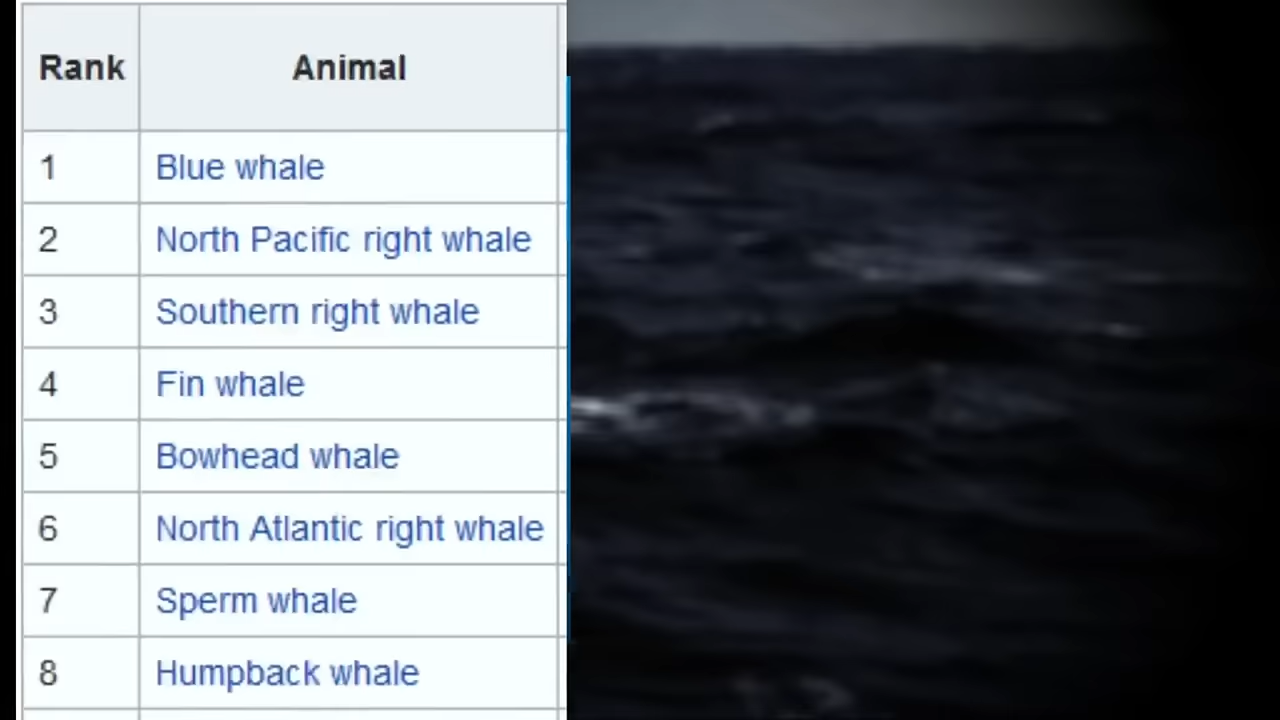 Rank Animal
1 Blue whale
2 North Pacific right whale
3 Southern right whale
4 Fin whale
5 Bowhead whale
6 North Atlantic right whale
7 Sperm whale
8 Humpback whale